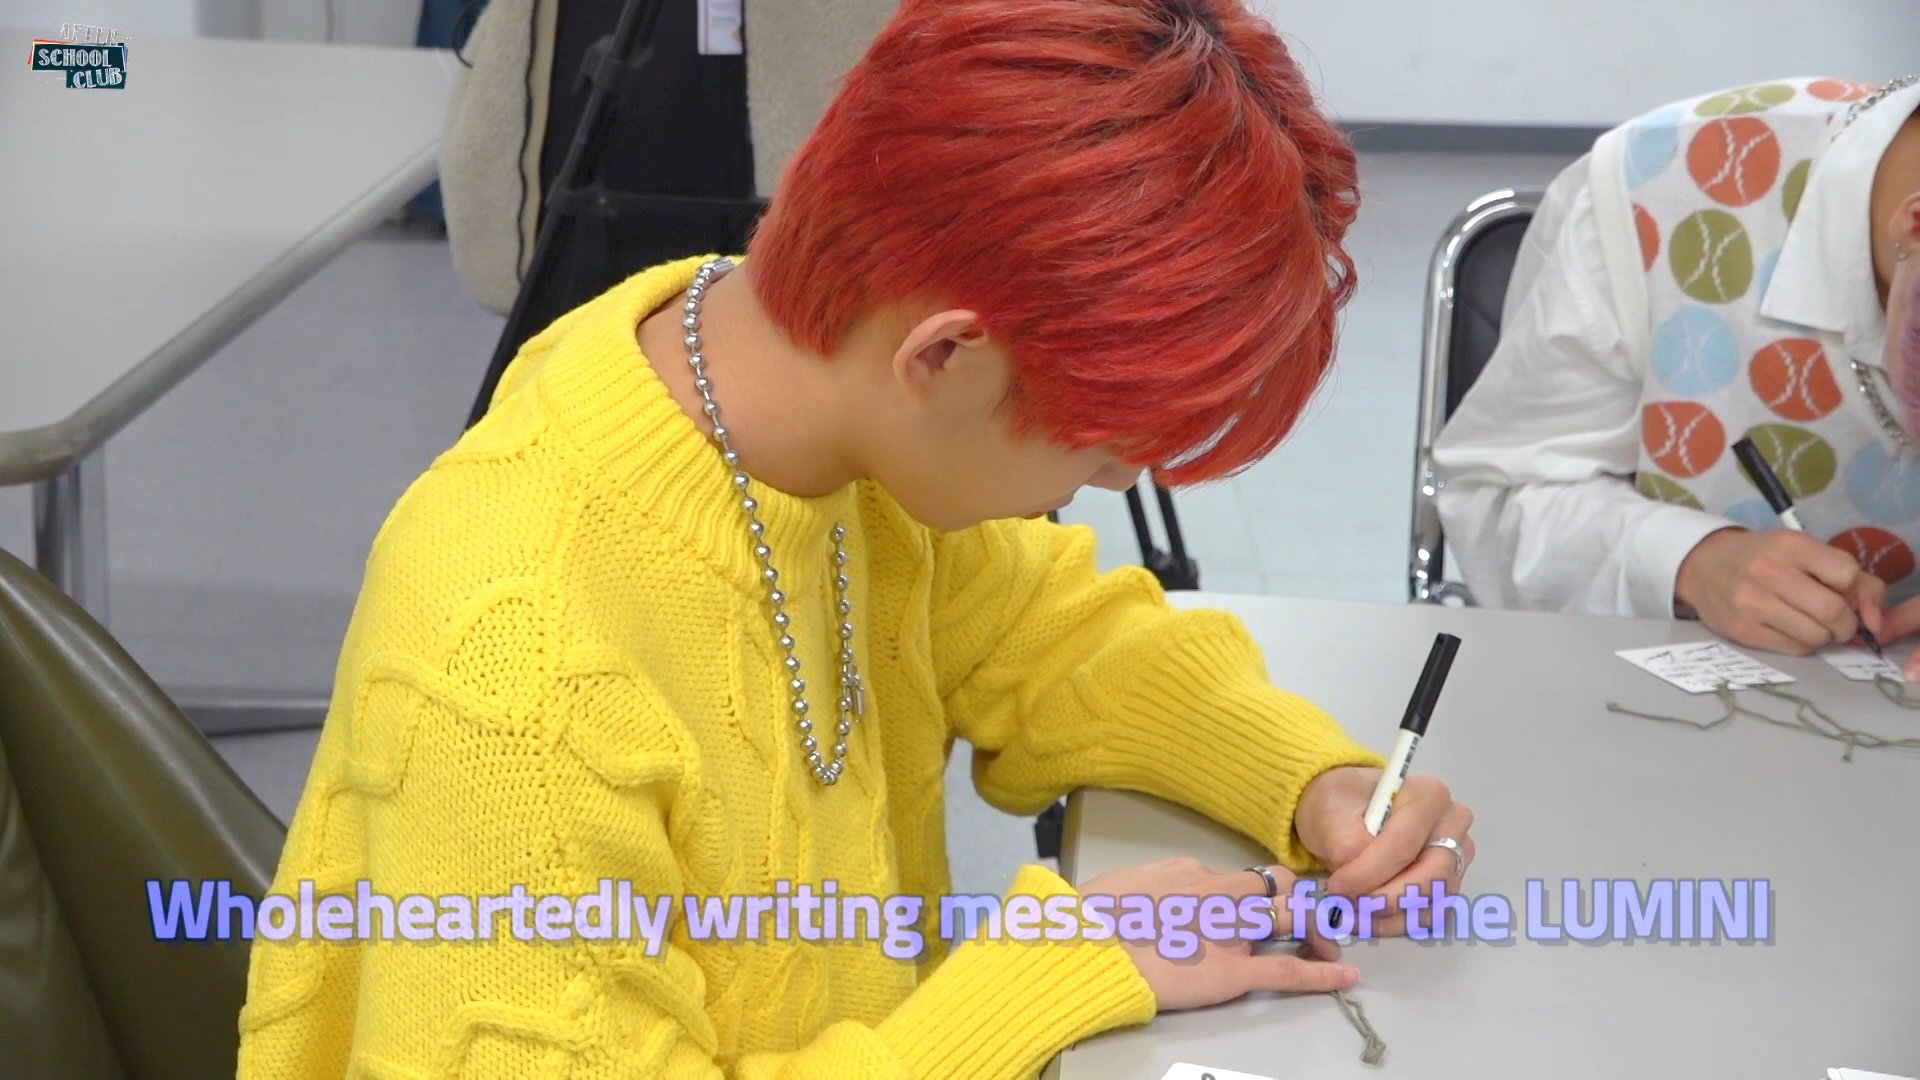 AFTER
SCHOOL
CLUB
Wholeheartedly writing messages for the LUMINI